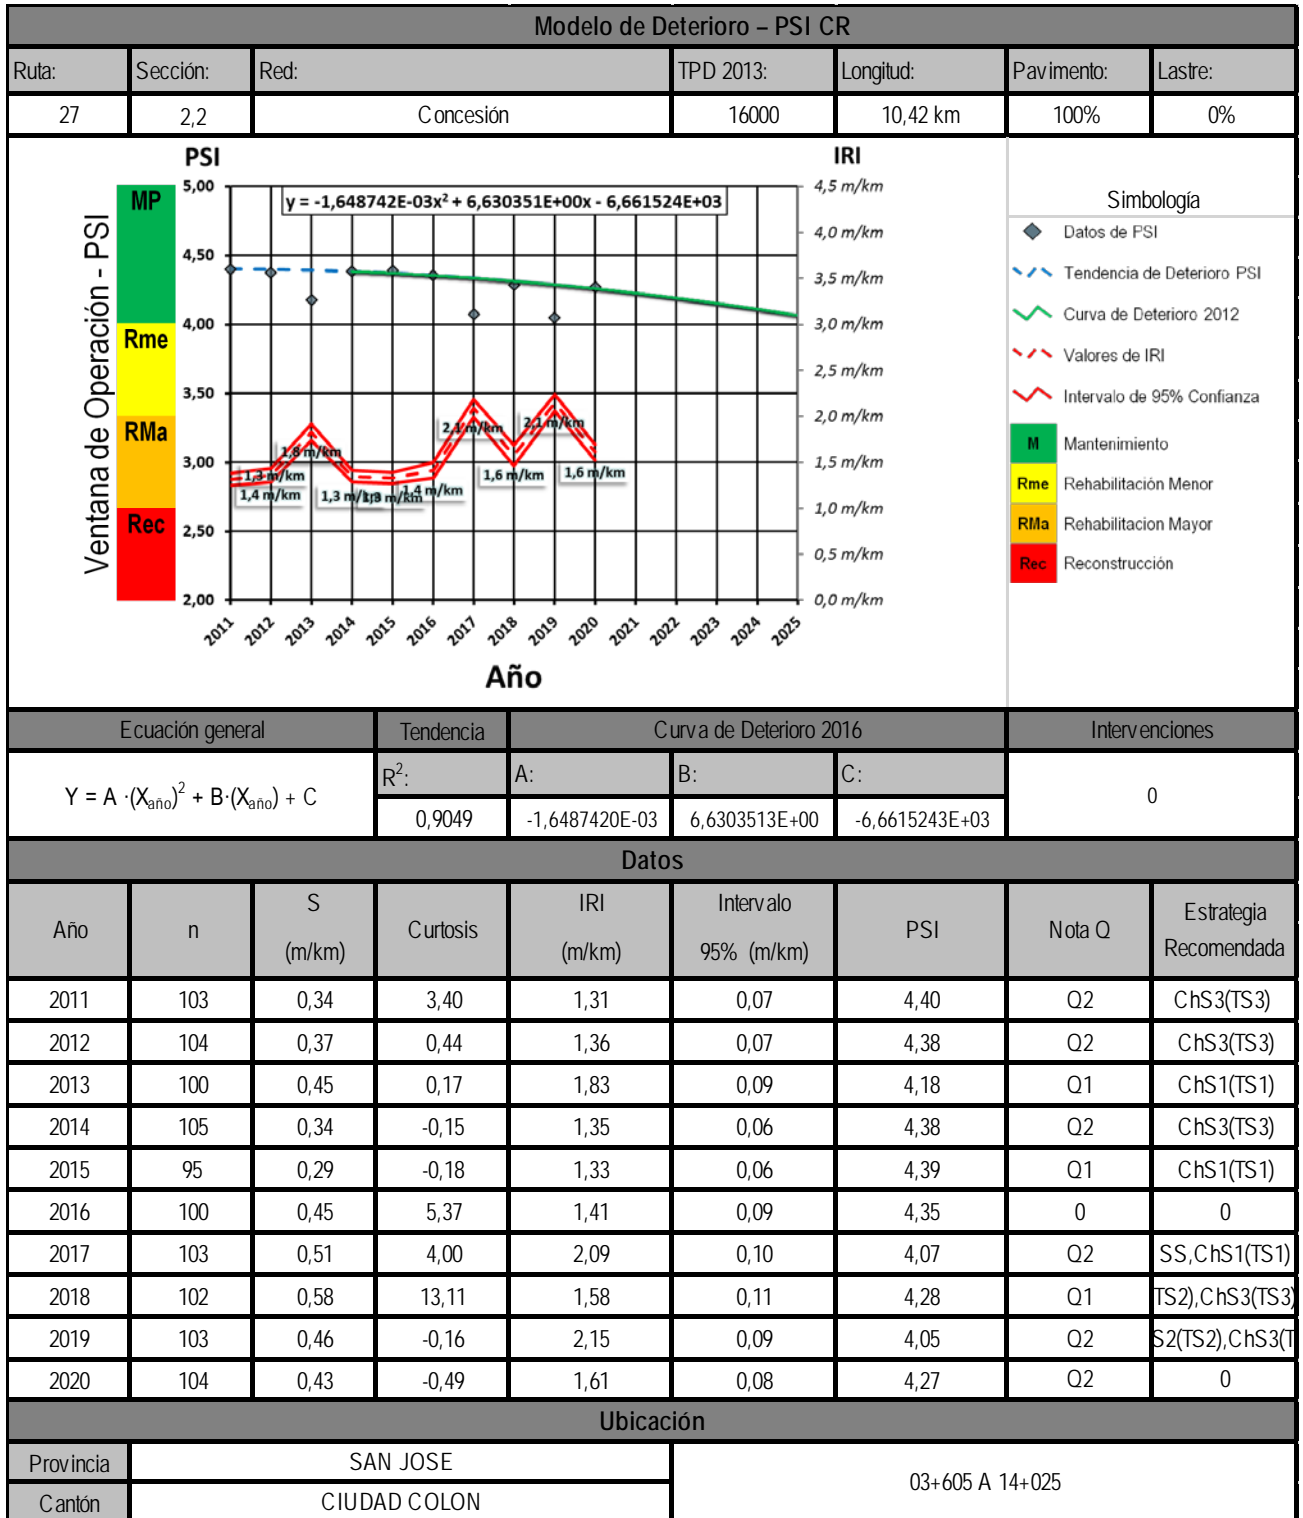 Modelo de Deterioro – PSI CR
Ruta: Sección: Red: TPD 2013: Longitud: Pavimento: Lastre:
27 2,2 Concesión 16000 10,42 km 100% 0%
PSI IRI
Ventana de Operación - PSI
MP
Rme
RMa
Rec
5,00
4,50
4,00
3,50
3,00
2,50
2,00
y = -1,648742E-03x² + 6,630351E+00x - 6,661524E+03
4,5 m/km
4,0 m/km
3,5 m/km
3,0 m/km
2,5 m/km
2,0 m/km
1,5 m/km
1,0 m/km
0,5 m/km
0,0 m/km
1,3 m/km
1,4 m/km
1,8 m/km
1,3 m/km
1,3 m/km
1,4 m/km
2,1 m/km
1,6 m/km
2,1 m/km
1,6 m/km
2011 2012 2013 2014 2015 2016 2017 2018 2019 2020 2021 2022 2023 2024 2025
Año
Simbología
Datos de PSI
Tendencia de Deterioro PSI
Curva de Deterioro 2012
Valores de IRI
Intervalo de 95% Confianza
M Mantenimiento
Rme Rehabilitación Menor
RMa Rehabilitacion Mayor
Rec Reconstrucción
Ecuación general Tendencia Curva de Deterioro 2016 Intervenciones
Y = A ·(Xaño)² + B·(Xaño) + C
R²: A: B: C:
0,9049 -1,6487420E-03 6,6303513E+00 -6,6615243E+03
0
Datos
Año n S (m/km) Curtosis IRI (m/km) Intervalo 95% (m/km) PSI Nota Q Estrategia Recomendada
2011 103 0,34 3,40 1,31 0,07 4,40 Q2 ChS3(TS3)
2012 104 0,37 0,44 1,36 0,07 4,38 Q2 ChS3(TS3)
2013 100 0,45 0,17 1,83 0,09 4,18 Q1 ChS1(TS1)
2014 105 0,34 -0,15 1,35 0,06 4,38 Q2 ChS3(TS3)
2015 95 0,29 -0,18 1,33 0,06 4,39 Q1 ChS1(TS1)
2016 100 0,45 5,37 1,41 0,09 4,35 0 0
2017 103 0,51 4,00 2,09 0,10 4,07 Q2 SS,ChS1(TS1)
2018 102 0,58 13,11 1,58 0,11 4,28 Q1 TS2),ChS3(TS3)
2019 103 0,46 -0,16 2,15 0,09 4,05 Q2 S2(TS2),ChS3(T
2020 104 0,43 -0,49 1,61 0,08 4,27 Q2 0
Ubicación
Provincia SAN JOSE
03+605 A 14+025
Cantón CIUDAD COLON